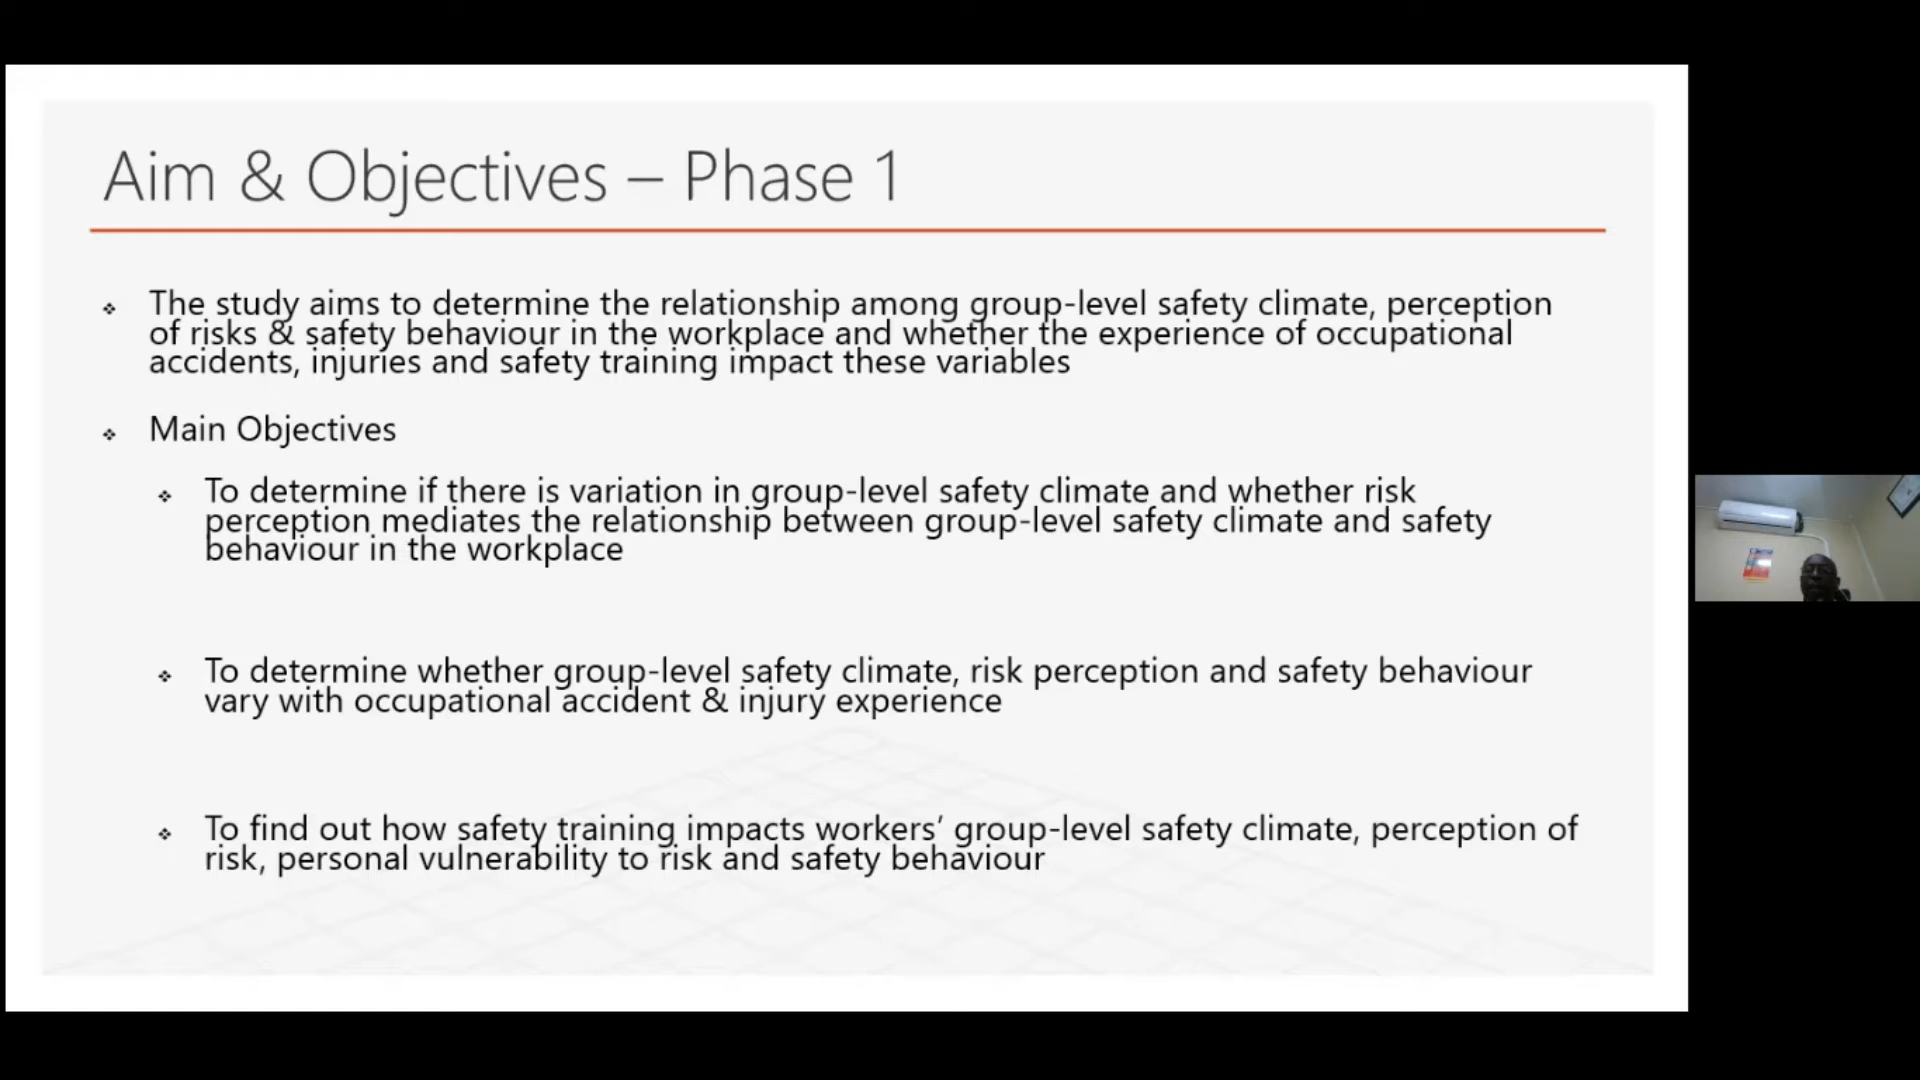 Aim & Objectives – Phase 1
The study aims to determine the relationship among group-level safety climate, perception
of risks & safety behaviour in the workplace and whether the experience of occupational
accidents, injuries and safety training impact these variables
Main Objectives
To determine if there is variation in group-level safety climate and whether risk
perception mediates the relationship between group-level safety climate and safety
behaviour in the workplace
To determine whether group-level safety climate, risk perception and safety behaviour
vary with occupational accident & injury experience
To find out how safety training impacts workers’ group-level safety climate, perception of
risk, personal vulnerability to risk and safety behaviour